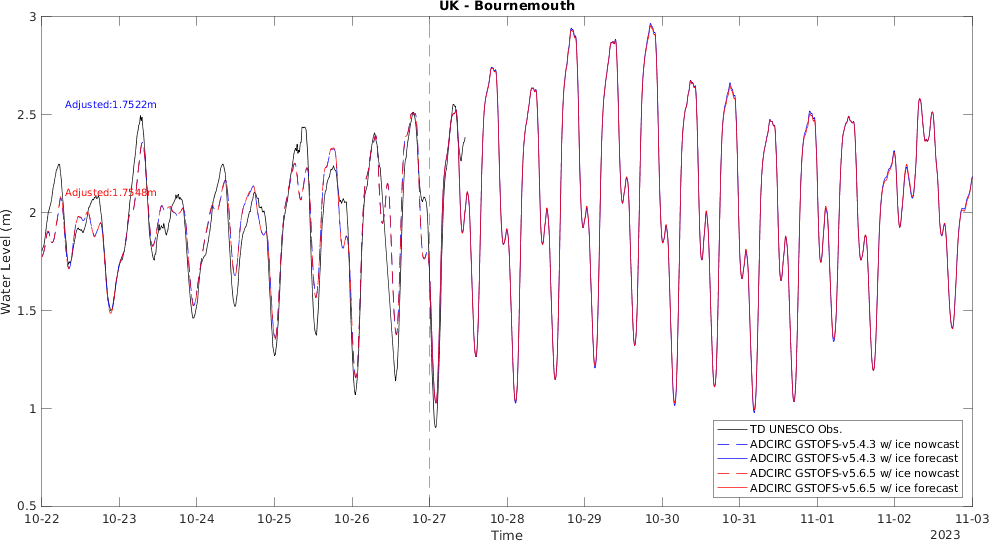 UK - Bournemouth
3
2.5
2
1.5
1
0.5
Water Level (m)
Adjusted:1.7522m
Adjusted:1.7548m
TD UNESCO Obs.
ADCIRC GSTOFS-v5.4.3 w/ ice nowcast
ADCIRC GSTOFS-v5.4.3 w/ ice forecast
ADCIRC GSTOFS-v5.6.5 w/ ice nowcast
ADCIRC GSTOFS-v5.6.5 w/ ice forecast
10-22 10-23 10-24 10-25 10-26 10-27 10-28 10-29 10-30 10-31 11-01 11-02 11-03
Time
2023